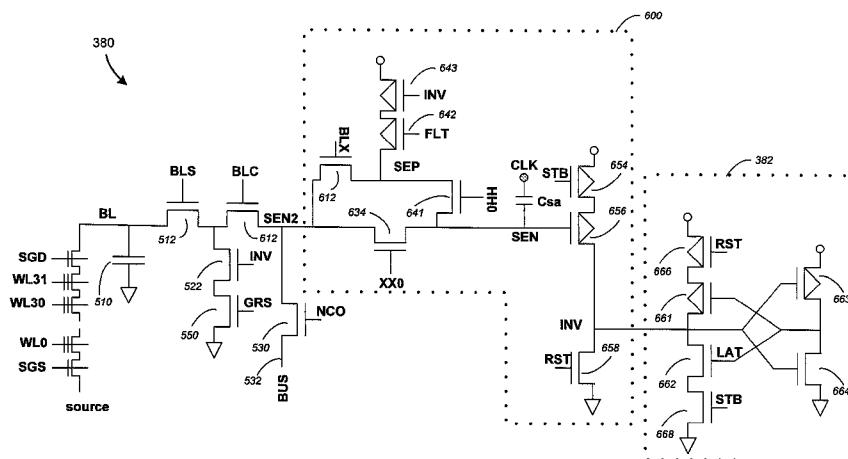 600
380
643
INV
642
FLT
BLX
SEP
382
BLS
BLC
612
CLK
STB
654
HH0
641
Csa
634
656
RST
BL
SEN2
SEN
666
663
512
612
SGD
INV
XX0
661
WL31
522
510
WL30
GRS
NCO
INV
LAT
550
530
658
WL0
RST
662
664
532
STB
SGS
BUS
668
source